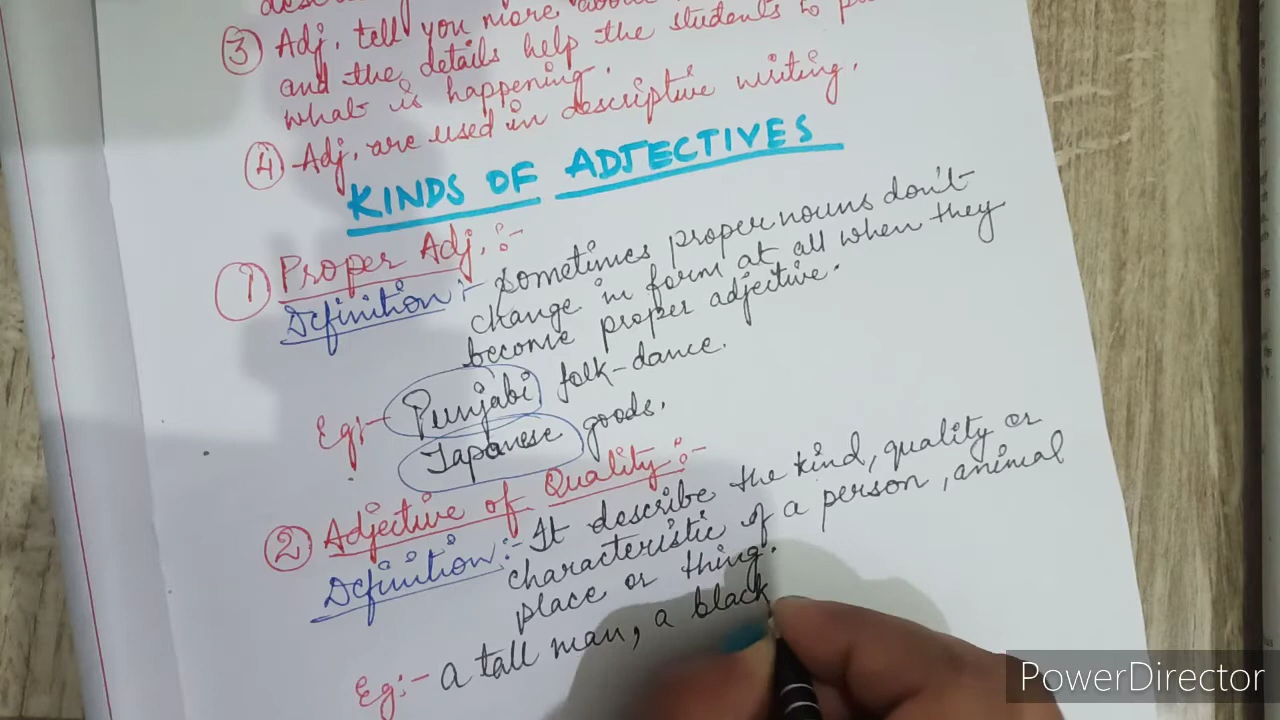 ③ Adj. tell you more about
and the details help the students to
what is happening.
④ Adj. are used in descriptive writing.
KINDS OF ADJECTIVES
① Proper Adj. :-
Definition :- Sometimes proper nouns don't
change in form at all when they
become proper adjective.
Eg:- Punjabi folk-dance.
Japanese goods.
② Adjective of Quality :-
Definition :- It describe the kind, quality or
characteristic of a person, animal
place or thing.
Eg:- A tall man, a black
PowerDirector